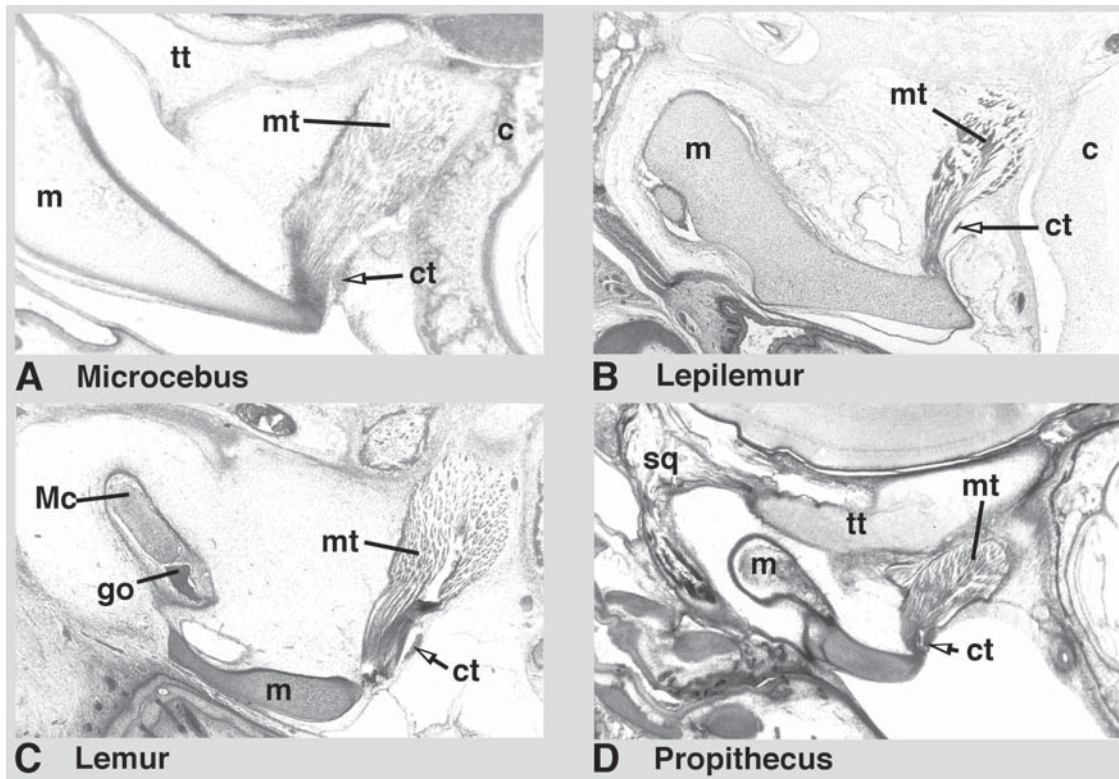 tt
mt
c
m
ct
A Microcebus
mt
m
c
ct
B Lepilemur
Mc
mt
go
ct
m
C Lemur
sq
mt
tt
m
ct
D Propithecus